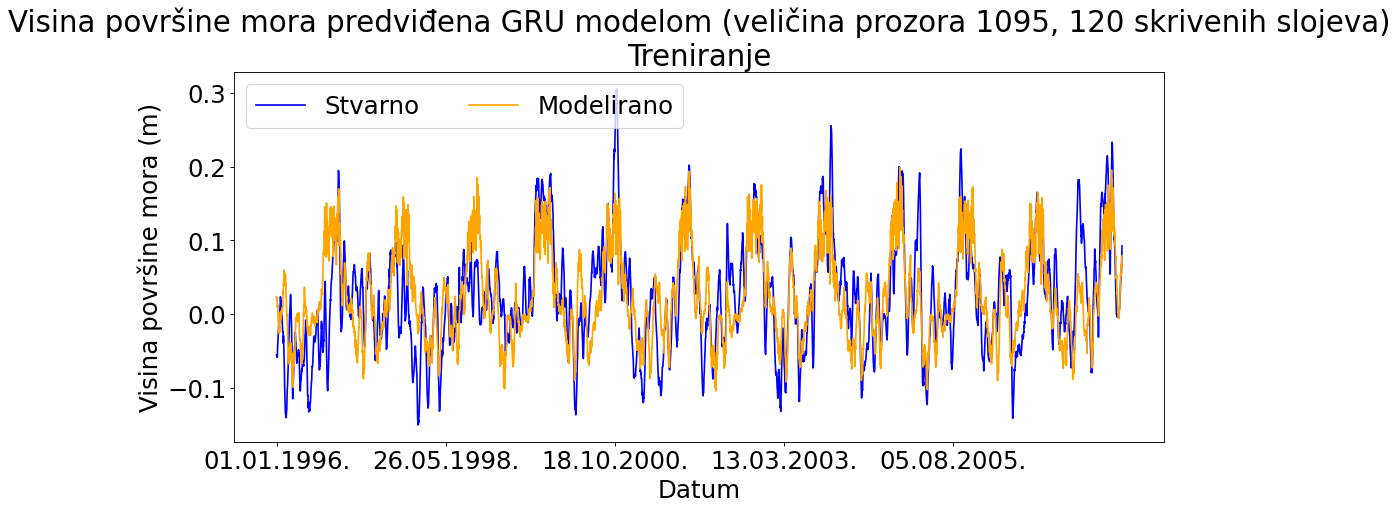 Visina površine mora predviđena GRU modelom (veličina prozora 1095, 120 skrivenih slojeva)
Treniranje
Stvarno
Modelirano
Visina površine mora (m)
0.3
0.2
0.1
0.0
−0.1
01.01.1996.
26.05.1998.
18.10.2000.
13.03.2003.
05.08.2005.
Datum